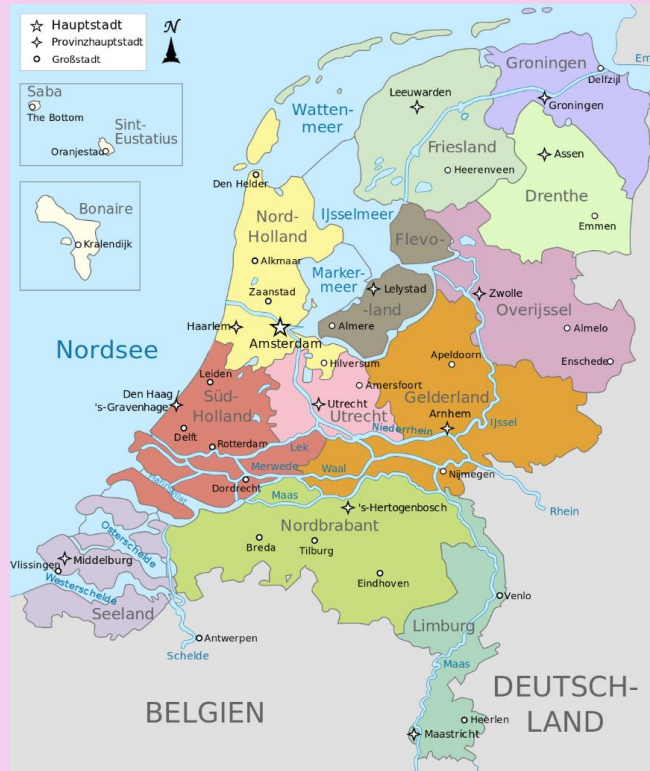 Hauptstadt
Provinzhauptstadt
Großstadt
N
Saba
The Bottom
Sint-
Eustatius
Oranjestad
Bonaire
Kralendijk
Groningen
Delfzijl
Em
Leeuwarden
Groningen
Watten-
meer
Friesland
Heerenveen
Assen
Drenthe
Emmen
Den Helder
Nord-
Holland
IJsselmeer
Flevo-
Alkmaar
Marker-
meer
Zaanstad
Lelystad
-land
Zwolle
Overijssel
Haarlem
Almere
Almelo
Amsterdam
Nordsee
Hilversum
Apeldoorn
Enschede
Leiden
Amersfoort
Den Haag /
's-Gravenhage
Süd-
Holland
Utrecht
Utrecht
Gelderland
Arnhem
Delft
Niederrhein
IJssel
Rotterdam
Lek
Merwede
Waal
Nijmegen
Dordrecht
Maas
Rhein
's-Hertogenbosch
Nordbrabant
Osterschelde
Breda
Tilburg
Middelburg
Vlissingen
Eindhoven
Westerschelde
Venlo
Seeland
Limburg
Antwerpen
Schelde
Maas
DEUTSCH-
LAND
BELGIEN
Heerlen
Maastricht